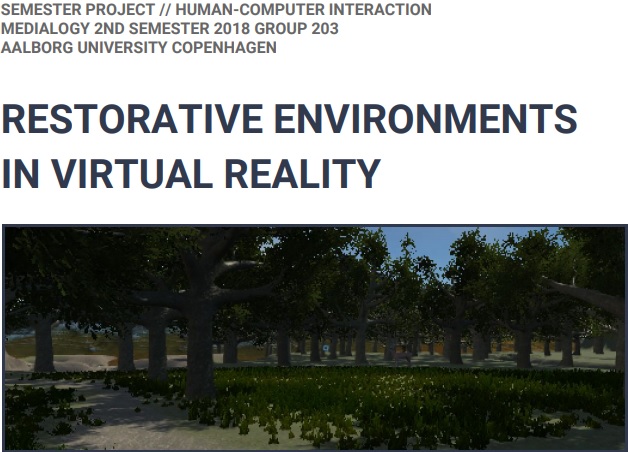 SEMESTER PROJECT // HUMAN-COMPUTER INTERACTION
MEDIALOGY 2ND SEMESTER 2018 GROUP 203
AALBORG UNIVERSITY COPENHAGEN
RESTORATIVE ENVIRONMENTS
IN VIRTUAL REALITY